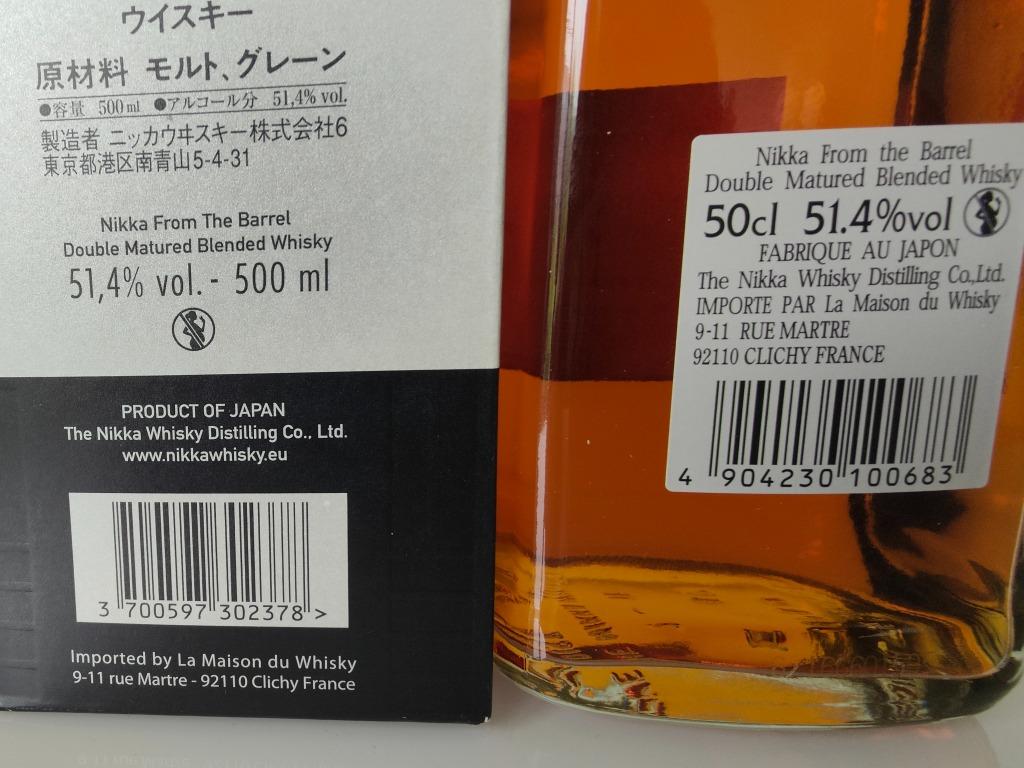 ウイスキー
原材料 モルト、グレーン
●容量 500ml ●アルコール分 51,4% vol.
製造者 ニッカウヰスキー株式会社6
東京都港区南青山5-4-31
Nikka From The Barrel
Double Matured Blended Whisky
51,4% vol. - 500 ml
PRODUCT OF JAPAN
The Nikka Whisky Distilling Co., Ltd.
www.nikkawhisky.eu
3 700597 302378 >
Imported by La Maison du Whisky
9-11 rue Martre - 92110 Clichy France
Nikka From the Barrel
Double Matured Blended Whisky
50cl 51.4%vol
FABRIQUE AU JAPON
The Nikka Whisky Distilling Co.,Ltd.
IMPORTE PAR La Maison du Whisky
9-11 RUE MARTRE
92110 CLICHY FRANCE
4 904230 100683